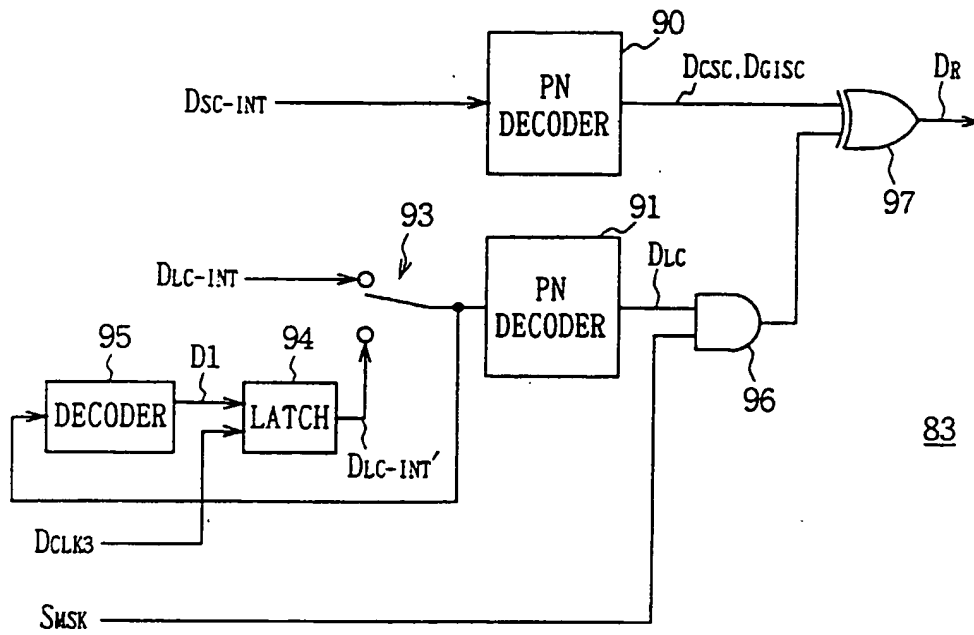 90
DCSC, DGISC
DR
PN
DECODER
DSC-INT
97
93
91
DLC
DLC-INT
PN
DECODER
95
94
D1
96
DECODER
LATCH
83
DLC-INT′
DCLK3
SMSK